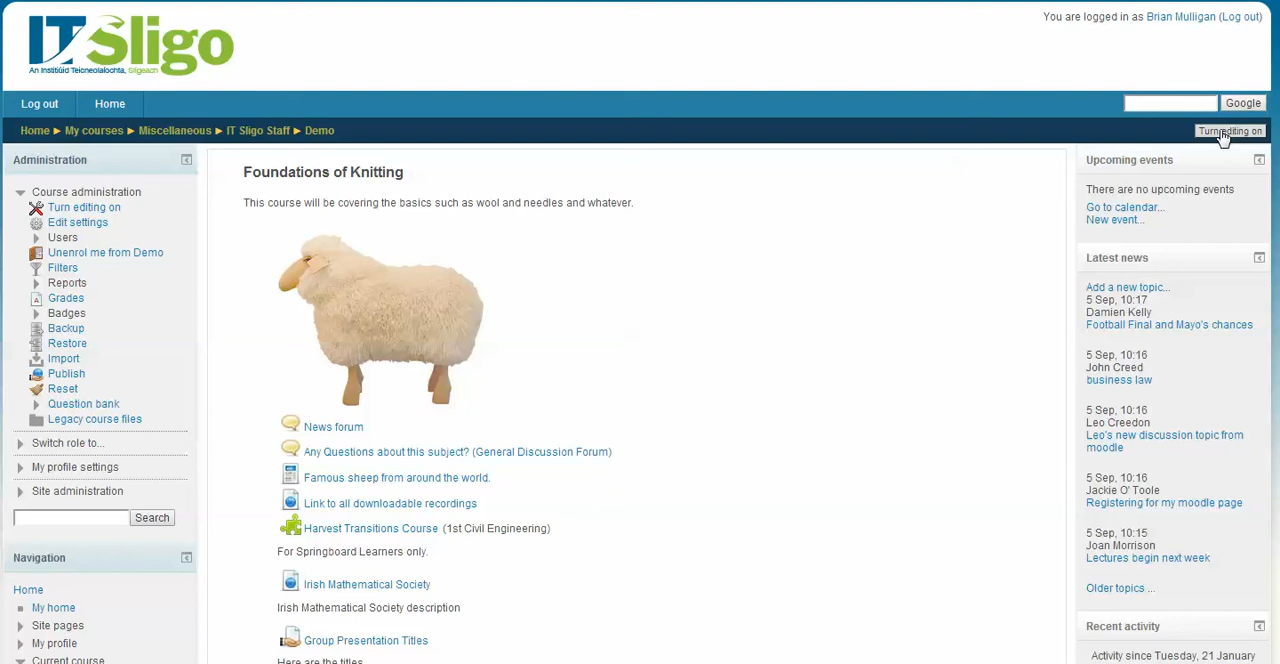 You are logged in as Brian Mulligan (Log out)
IT Sligo
An Institiúid Teicneolaíochta, Sligeach
Log out
Home
Google
Home ► My courses ► Miscellaneous ► IT Sligo Staff ► Demo
Turn editing on
Administration
Course administration
Turn editing on
Edit settings
Users
Unenrol me from Demo
Filters
Reports
Grades
Badges
Backup
Restore
Import
Publish
Reset
Question bank
Legacy course files
Switch role to...
My profile settings
Site administration
Search
Navigation
Home
My home
Site pages
My profile
Current course
Foundations of Knitting
This course will be covering the basics such as wool and needles and whatever.
News forum
Any Questions about this subject? (General Discussion Forum)
Famous sheep from around the world.
Link to all downloadable recordings
Harvest Transitions Course (1st Civil Engineering)
For Springboard Learners only.
Irish Mathematical Society
Irish Mathematical Society description
Group Presentation Titles
Here are the titles
Upcoming events
There are no upcoming events
Go to calendar...
New event...
Latest news
Add a new topic...
5 Sep, 10:17
Damien Kelly
Football Final and Mayo's chances
5 Sep, 10:16
John Creed
business law
5 Sep, 10:16
Leo Creedon
Leo's new discussion topic from
moodle
5 Sep, 10:16
Jackie O' Toole
Registering for my moodle page
5 Sep, 10:15
Joan Morrison
Lectures begin next week
Older topics ...
Recent activity
Activity since Tuesday, 21 January